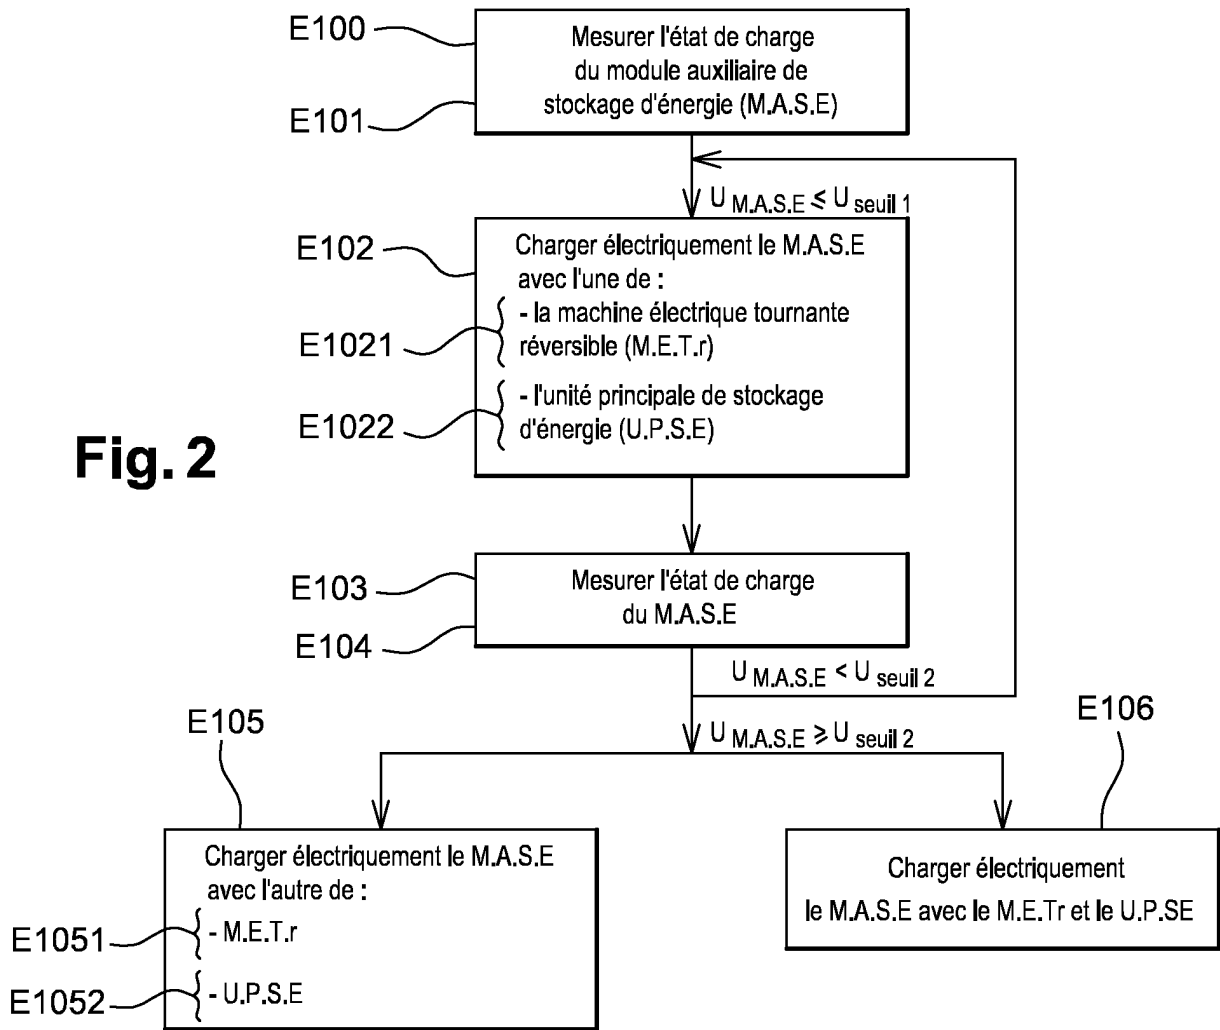 E100
Mesurer l'état de charge
du module auxiliaire de
stockage d'énergie (M.A.S.E)
E101
U M.A.S.E ≤ U seuil 1
E102
Charger électriquement le M.A.S.E
avec l'une de :
- la machine électrique tournante
réversible (M.E.T.r)
E1021
- l'unité principale de stockage
d'énergie (U.P.S.E)
E1022
Fig. 2
E103
Mesurer l'état de charge
du M.A.S.E
E104
U M.A.S.E < U seuil 2
U M.A.S.E ≥ U seuil 2
E105
E106
Charger électriquement le M.A.S.E
avec l'autre de :
E1051
- M.E.T.r
E1052
- U.P.S.E
Charger électriquement
le M.A.S.E avec le M.E.Tr et le U.P.SE